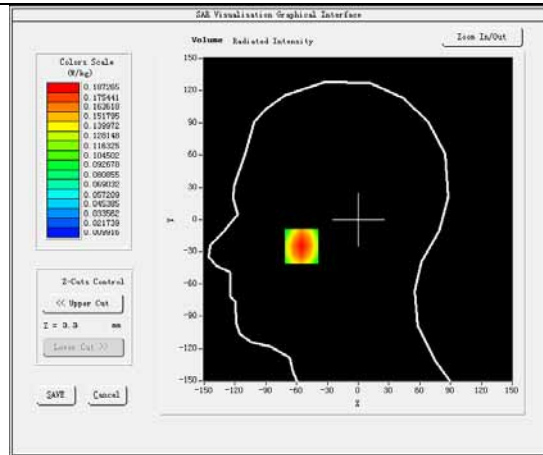 SAR Visualisation Graphical Interface
Volume Radiated Intensity
Zoom In/Out
Colors Scale
(W/kg)
0.187265
0.175441
0.163618
0.151795
0.139972
0.128148
0.116325
0.104502
0.092678
0.080855
0.069032
0.057209
0.045385
0.033562
0.021739
0.009916
Z-Cuts Control
<< Upper Cut
Z = 3.3 mm
Lower Cut >>
SAVE Cancel
150
120
90
60
30
0
-30
-60
-90
-120
-150
Y
-150 -120 -90 -60 -30 0 30 60 90 120 150
X